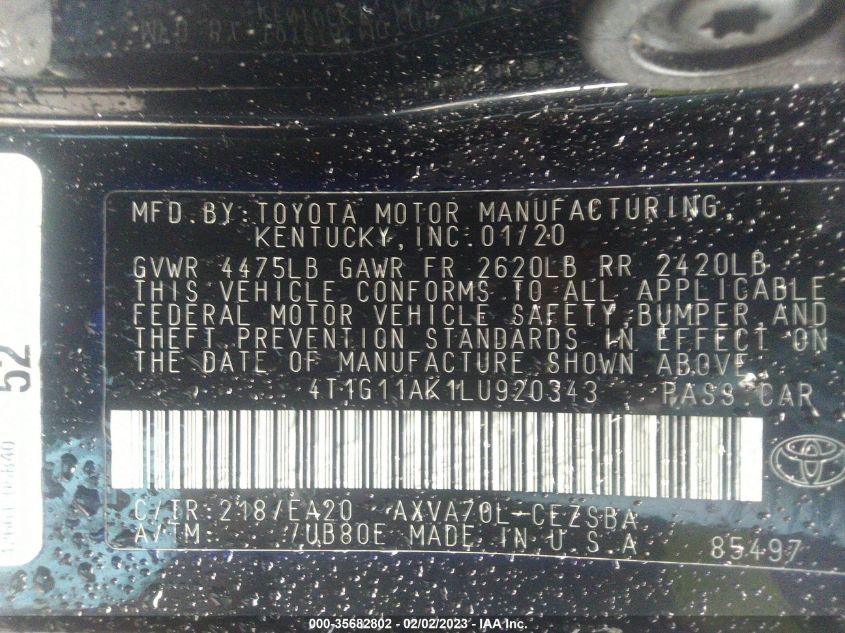 MFD.BY:TOYOTA MOTOR MANUFACTURING,
KENTUCKY,INC.01/20
GVWR 4475LB GAWR FR 2620LB RR 2420LB
THIS VEHICLE CONFORMS TO ALL APPLICABLE
FEDERAL MOTOR VEHICLE SAFETY,BUMPER AND
THEFT PREVENTION STANDARDS IN EFFECT ON
THE DATE OF MANUFACTURE SHOWN ABOVE.
4T1G11AK1LU920343 PASS.CAR
C/TR:218/EA20 AXVA70L-CEZSBA
A/TM: /UB80E MADE IN U.S.A.
85497
52
000-35682802 - 02/02/2023 - IAA Inc.